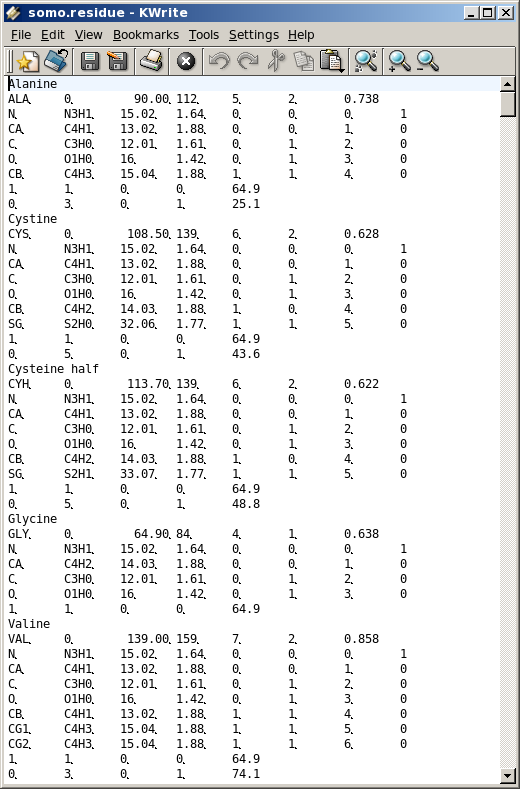 somo.residue - KWrite
File Edit View Bookmarks Tools Settings Help
Alanine
ALA 0 90.00 112 5 2 0.738
N N3H1 15.02 1.64 0 0 0 1
CA C4H1 13.02 1.88 0 0 1 0
C C3H0 12.01 1.61 0 1 2 0
O O1H0 16 1.42 0 1 3 0
CB C4H3 15.04 1.88 1 1 4 0
1 1 0 0 64.9
0 3 0 1 25.1
Cystine
CYS 0 108.50 139 6 2 0.628
N N3H1 15.02 1.64 0 0 0 1
CA C4H1 13.02 1.88 0 0 1 0
C C3H0 12.01 1.61 0 1 2 0
O O1H0 16 1.42 0 1 3 0
CB C4H2 14.03 1.88 1 0 4 0
SG S2H0 32.06 1.77 1 1 5 0
1 1 0 0 64.9
0 5 0 1 43.6
Cysteine half
CYH 0 113.70 139 6 2 0.622
N N3H1 15.02 1.64 0 0 0 1
CA C4H1 13.02 1.88 0 0 1 0
C C3H0 12.01 1.61 0 1 2 0
O O1H0 16 1.42 0 1 3 0
CB C4H2 14.03 1.88 1 0 4 0
SG S2H1 33.07 1.77 1 1 5 0
1 1 0 0 64.9
0 5 0 1 48.8
Glycine
GLY 0 64.90 84 4 1 0.638
N N3H1 15.02 1.64 0 0 0 1
CA C4H2 14.03 1.88 0 0 1 0
C C3H0 12.01 1.61 0 1 2 0
O O1H0 16 1.42 0 1 3 0
1 1 0 0 64.9
Valine
VAL 0 139.00 159 7 2 0.858
N N3H1 15.02 1.64 0 0 0 1
CA C4H1 13.02 1.88 0 0 1 0
C C3H0 12.01 1.61 0 1 2 0
O O1H0 16 1.42 0 1 3 0
CB C4H1 13.02 1.88 1 1 4 0
CG1 C4H3 15.04 1.88 1 1 5 0
CG2 C4H3 15.04 1.88 1 1 6 0
1 1 0 0 64.9
0 3 0 1 74.1